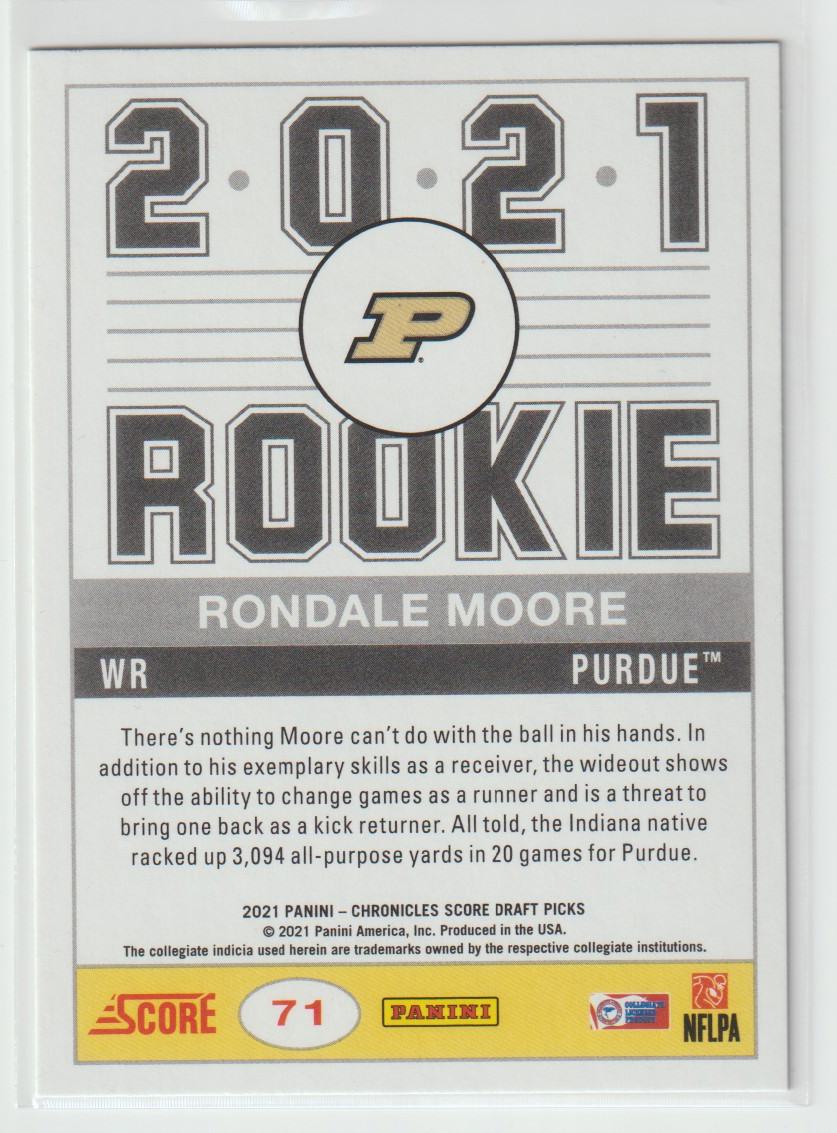 2·0·2·1
P
ROOKIE
RONDALE MOORE
WR PURDUE™
There's nothing Moore can't do with the ball in his hands. In
addition to his exemplary skills as a receiver, the wideout shows
off the ability to change games as a runner and is a threat to
bring one back as a kick returner. All told, the Indiana native
racked up 3,094 all-purpose yards in 20 games for Purdue.
2021 PANINI – CHRONICLES SCORE DRAFT PICKS
© 2021 Panini America, Inc. Produced in the USA.
The collegiate indicia used herein are trademarks owned by the respective collegiate institutions.
SCORE 71 PANINI NFLPA